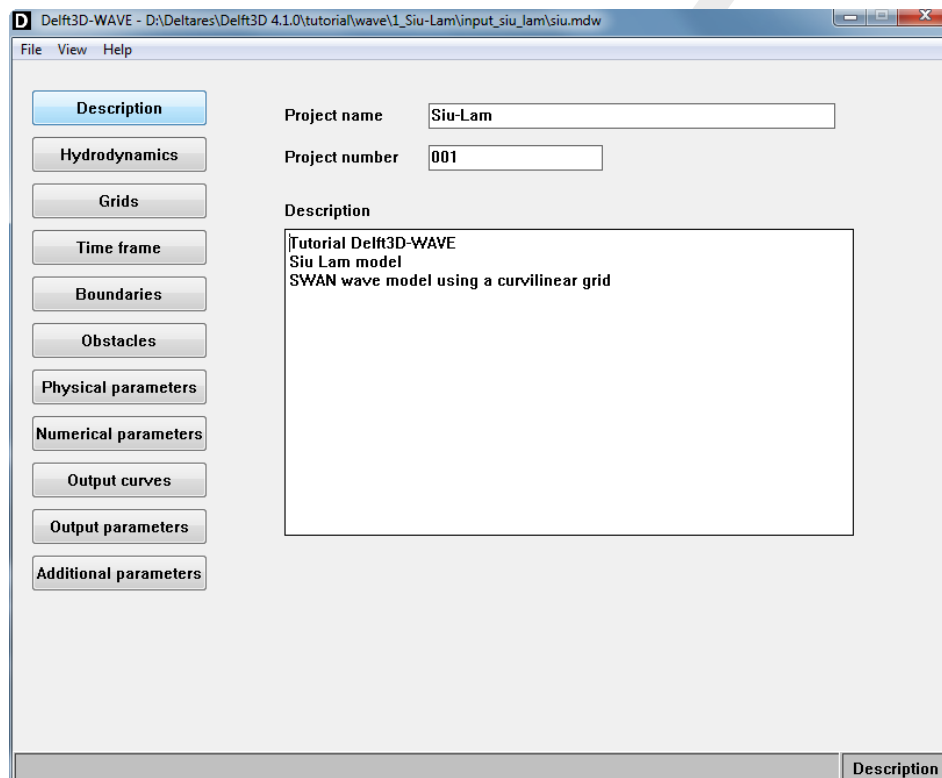 D Delft3D-WAVE - D:\Deltares\Delft3D 4.1.0\tutorial\wave\1_Siu-Lam\input_siu_lam\siu.mdw
File View Help
Description
Project name Siu-Lam
Hydrodynamics
Project number 001
Grids
Description
Time frame
Tutorial Delft3D-WAVE
Siu Lam model
SWAN wave model using a curvilinear grid
Boundaries
Obstacles
Physical parameters
Numerical parameters
Output curves
Output parameters
Additional parameters
Description